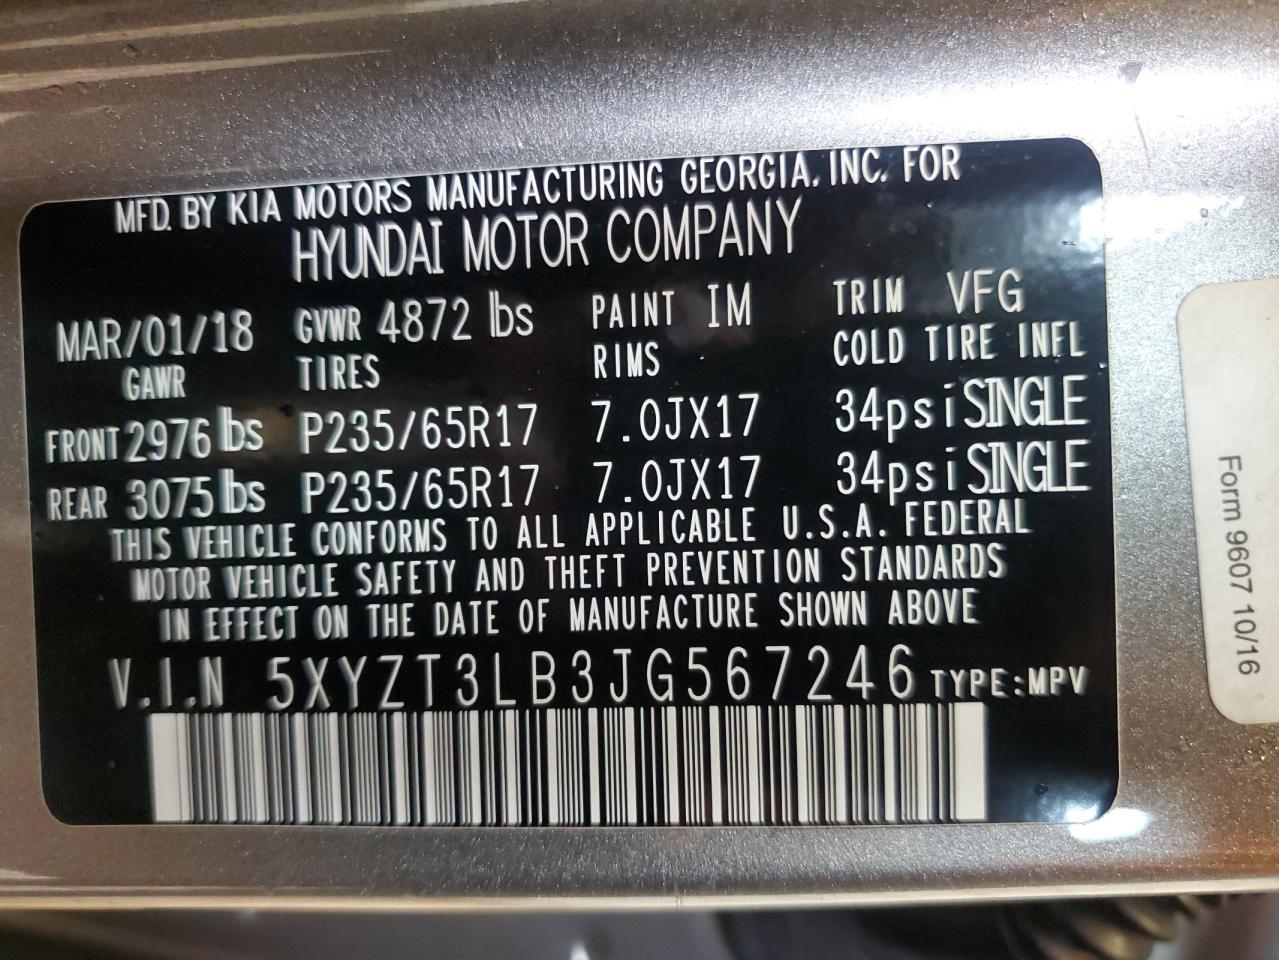 MFD. BY KIA MOTORS MANUFACTURING GEORGIA, INC. FOR
HYUNDAI MOTOR COMPANY
MAR/01/18 GVWR 4872 lbs PAINT IM TRIM VFG
GAWR TIRES RIMS COLD TIRE INFL
FRONT 2976 lbs P235/65R17 7.0JX17 34psi SINGLE
REAR 3075 lbs P235/65R17 7.0JX17 34psi SINGLE
THIS VEHICLE CONFORMS TO ALL APPLICABLE U.S.A. FEDERAL
MOTOR VEHICLE SAFETY AND THEFT PREVENTION STANDARDS
IN EFFECT ON THE DATE OF MANUFACTURE SHOWN ABOVE
V.I.N 5XYZT3LB3JG567246 TYPE:MPV
Form 9607 10/16